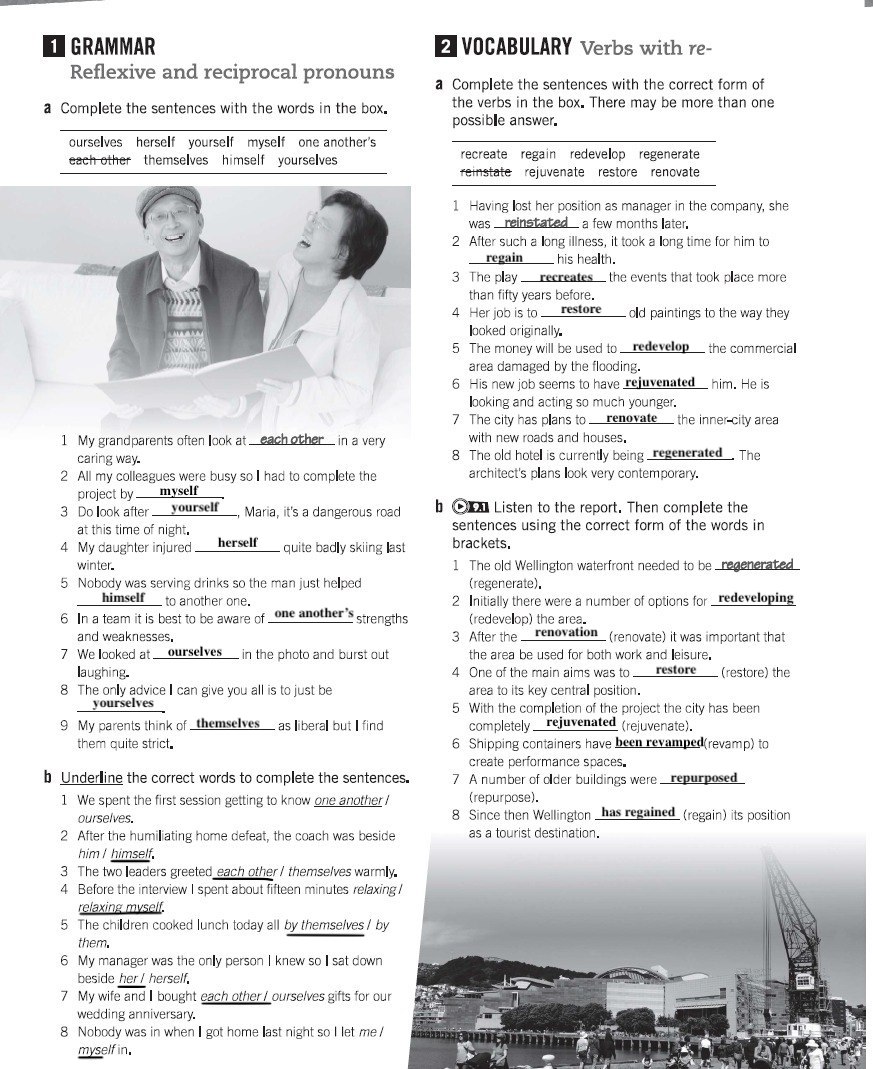 1 GRAMMAR
Reflexive and reciprocal pronouns
a Complete the sentences with the words in the box.
ourselves herself yourself myself one another's
each other themselves himself yourselves
1 My grandparents often look at each other in a very
caring way.
2 All my colleagues were busy so I had to complete the
project by myself.
3 Do look after yourself, Maria, it's a dangerous road
at this time of night.
4 My daughter injured herself quite badly skiing last
winter.
5 Nobody was serving drinks so the man just helped
himself to another one.
6 In a team it is best to be aware of one another's strengths
and weaknesses.
7 We looked at ourselves in the photo and burst out
laughing.
8 The only advice I can give you all is to just be
yourselves.
9 My parents think of themselves as liberal but I find
them quite strict.
b Underline the correct words to complete the sentences.
1 We spent the first session getting to know one another /
ourselves.
2 After the humiliating home defeat, the coach was beside
him / himself.
3 The two leaders greeted each other / themselves warmly.
4 Before the interview I spent about fifteen minutes relaxing /
relaxing myself.
5 The children cooked lunch today all by themselves / by
them.
6 My manager was the only person I knew so I sat down
beside her / herself.
7 My wife and I bought each other / ourselves gifts for our
wedding anniversary.
8 Nobody was in when I got home last night so I let me /
myself in.
2 VOCABULARY Verbs with re-
a Complete the sentences with the correct form of
the verbs in the box. There may be more than one
possible answer.
recreate regain redevelop regenerate
reinstate rejuvenate restore renovate
1 Having lost her position as manager in the company, she
was reinstated a few months later.
2 After such a long illness, it took a long time for him to
regain his health.
3 The play recreates the events that took place more
than fifty years before.
4 Her job is to restore old paintings to the way they
looked originally.
5 The money will be used to redevelop the commercial
area damaged by the flooding.
6 His new job seems to have rejuvenated him. He is
looking and acting so much younger.
7 The city has plans to renovate the inner-city area
with new roads and houses.
8 The old hotel is currently being regenerated. The
architect's plans look very contemporary.
b Listen to the report. Then complete the
sentences using the correct form of the words in
brackets.
1 The old Wellington waterfront needed to be regenerated
(regenerate).
2 Initially there were a number of options for redeveloping
(redevelop) the area.
3 After the renovation (renovate) it was important that
the area be used for both work and leisure.
4 One of the main aims was to restore (restore) the
area to its key central position.
5 With the completion of the project the city has been
completely rejuvenated (rejuvenate).
6 Shipping containers have been revamped (revamp) to
create performance spaces.
7 A number of older buildings were repurposed
(repurpose).
8 Since then Wellington has regained (regain) its position
as a tourist destination.